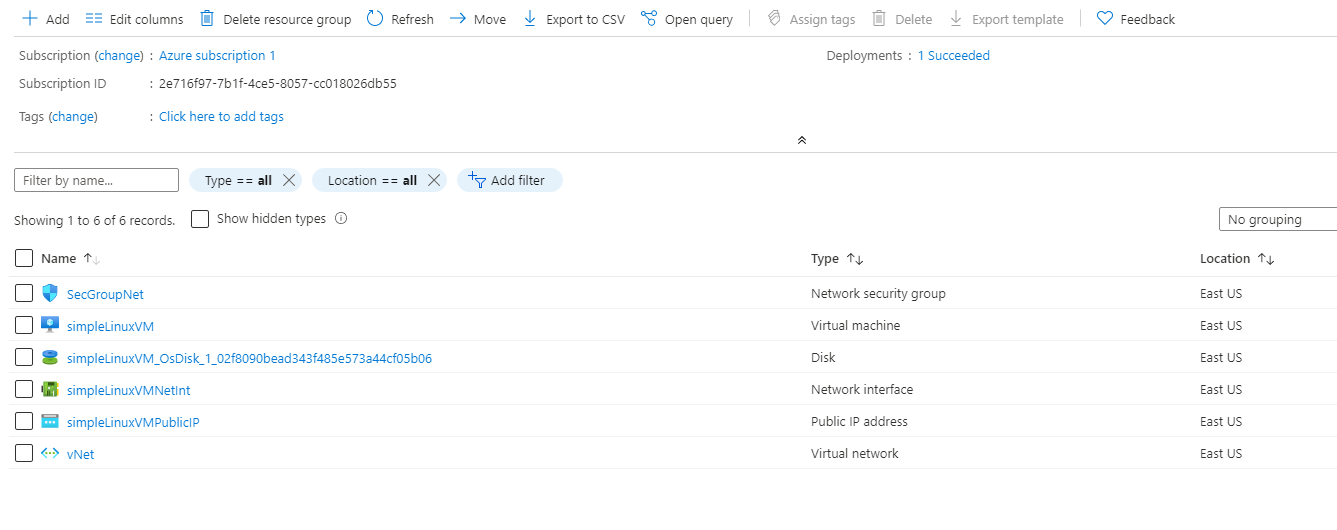 Add Edit columns Delete resource group Refresh Move Export to CSV Open query Assign tags Delete Export template Feedback
Subscription (change) : Azure subscription 1 Deployments : 1 Succeeded
Subscription ID : 2e716f97-7b1f-4ce5-8057-cc018026db55
Tags (change) : Click here to add tags
Filter by name... Type == all Location == all Add filter
Showing 1 to 6 of 6 records. Show hidden types No grouping
Name Type Location
SecGroupNet Network security group East US
simpleLinuxVM Virtual machine East US
simpleLinuxVM_OsDisk_1_02f8090bead343f485e573a44cf05b06 Disk East US
simpleLinuxVMNetInt Network interface East US
simpleLinuxVMPublicIP Public IP address East US
vNet Virtual network East US